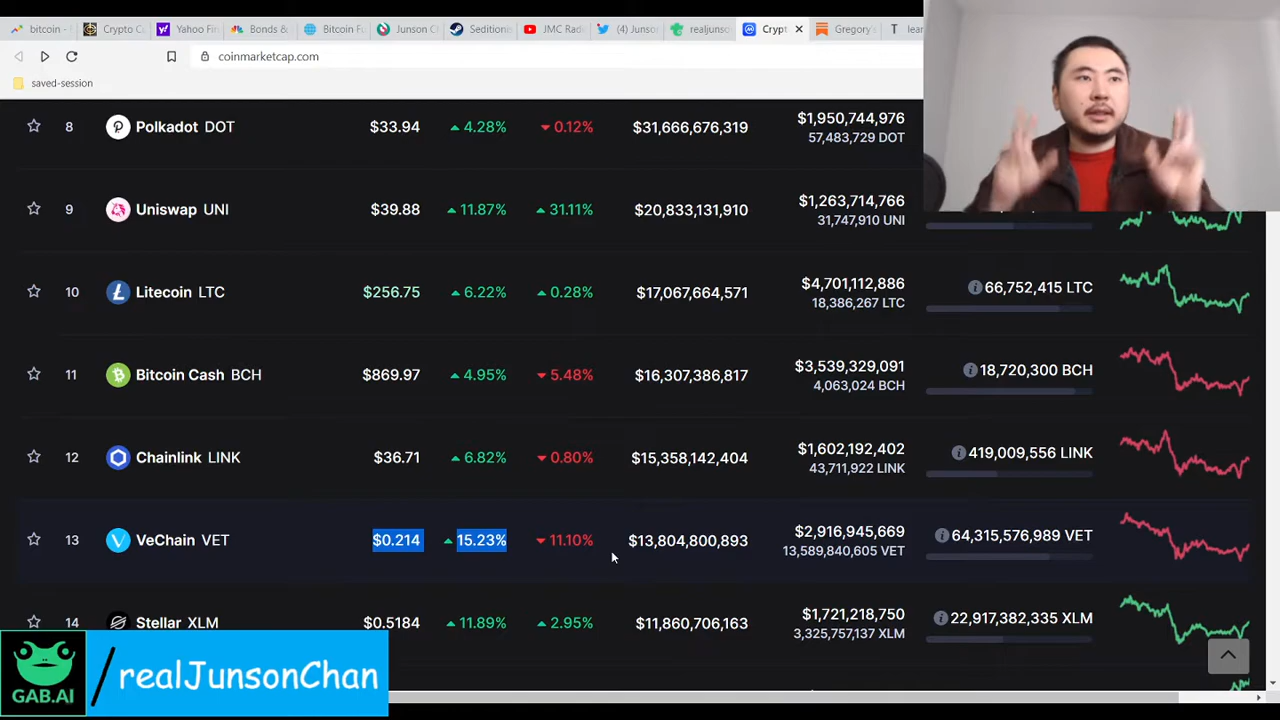 bitcoin -
Crypto C
Yahoo Fin
Bonds &
Bitcoin Fu
Junson Ch
Seditions
JMC Rad
(4) Junso
realjunso
Crypt
Gregory's
T lear
coinmarketcap.com
saved-session
8 Polkadot DOT $33.94 4.28% 0.12% $31,666,676,319 $1,950,744,976
57,483,729 DOT
9 Uniswap UNI $39.88 11.87% 31.11% $20,833,131,910 $1,263,714,766
31,747,910 UNI
10 Litecoin LTC $256.75 6.22% 0.28% $17,067,664,571 $4,701,112,886 66,752,415 LTC
18,386,267 LTC
11 Bitcoin Cash BCH $869.97 4.95% 5.48% $16,307,386,817 $3,539,329,091 18,720,300 BCH
4,063,024 BCH
12 Chainlink LINK $36.71 6.82% 0.80% $15,358,142,404 $1,602,192,402 419,009,556 LINK
43,711,922 LINK
13 VeChain VET $0.214 15.23% 11.10% $13,804,800,893 $2,916,945,669 64,315,576,989 VET
13,589,840,605 VET
14 Stellar XLM $0.5184 11.89% 2.95% $11,860,706,163 $1,721,218,750 22,917,382,335 XLM
3,325,757,137 XLM
GAB.AI
/realJunsonChan